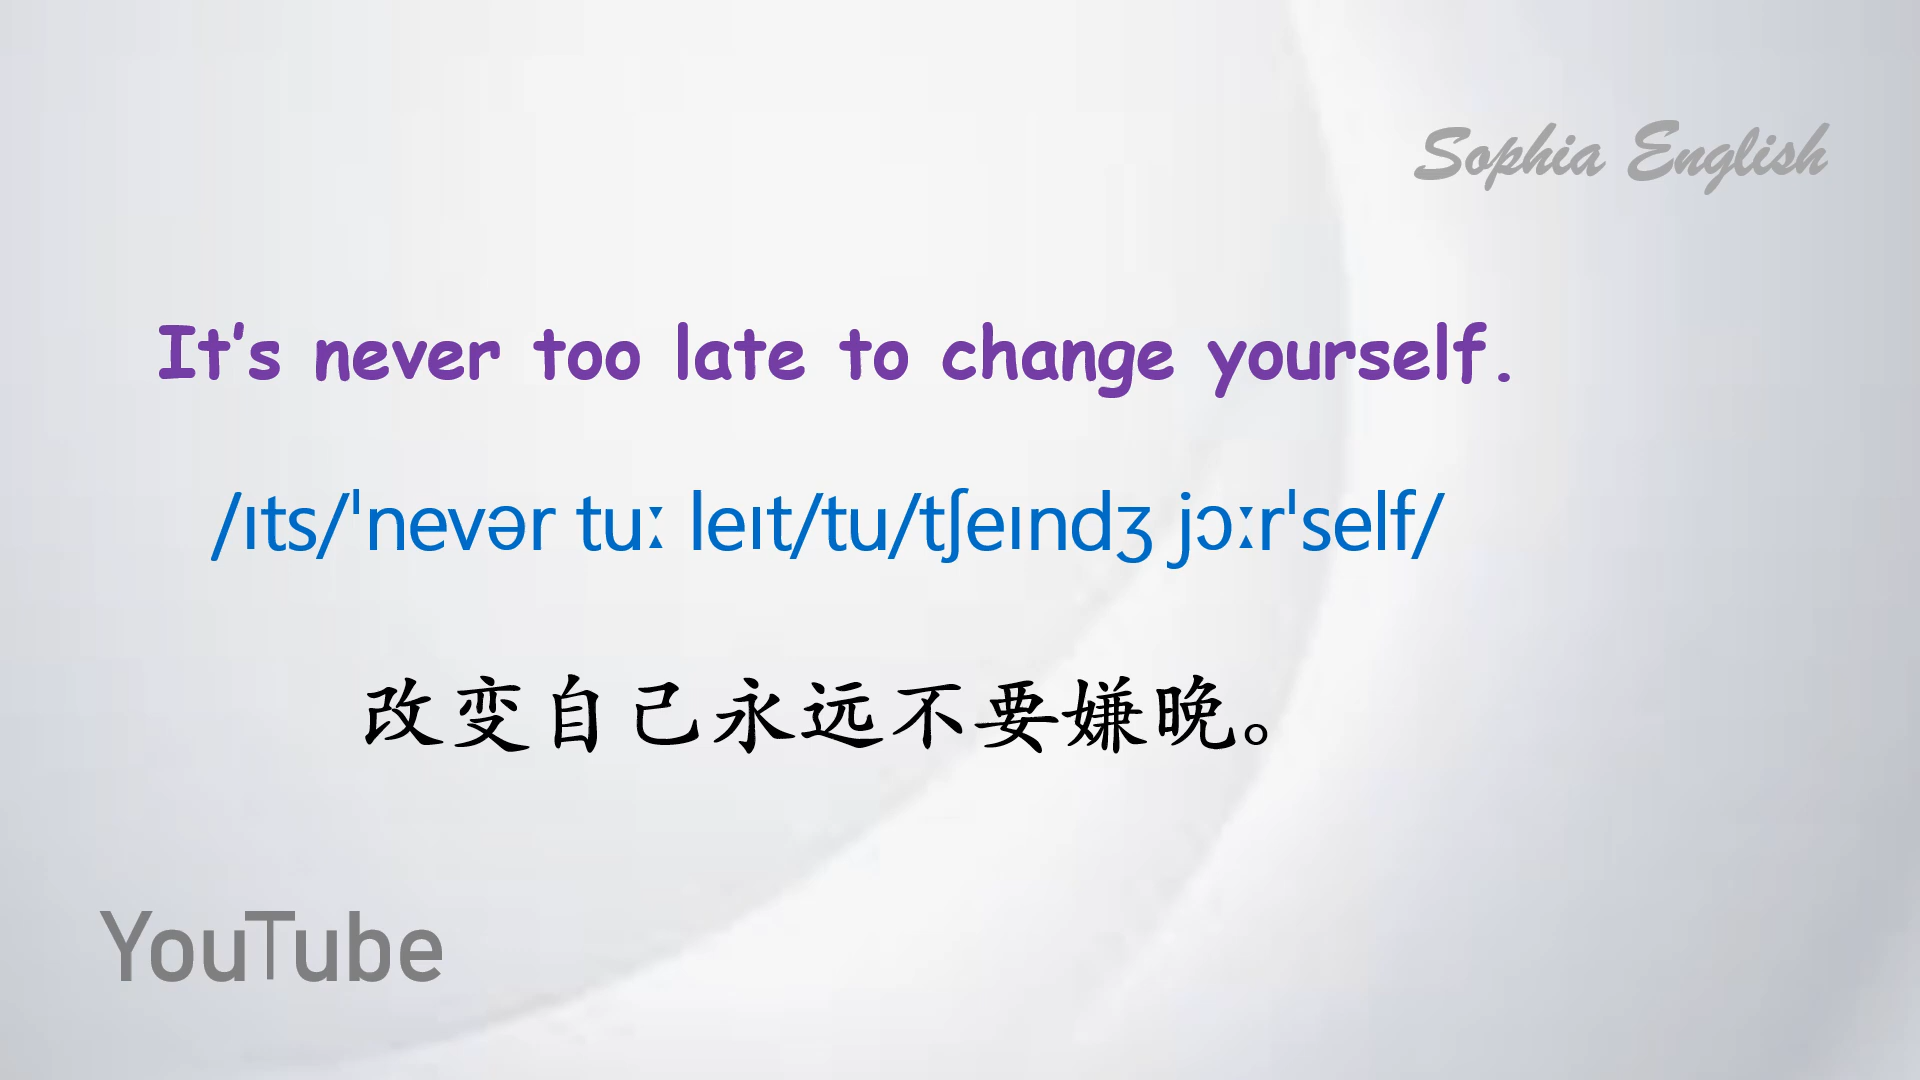 Sophia English
It’s never too late to change yourself.
/ɪts/ˈnevər tuː leɪt/tu/tʃeɪndʒ jɔːrˈself/
改变自己永远不要嫌晚。
YouTube